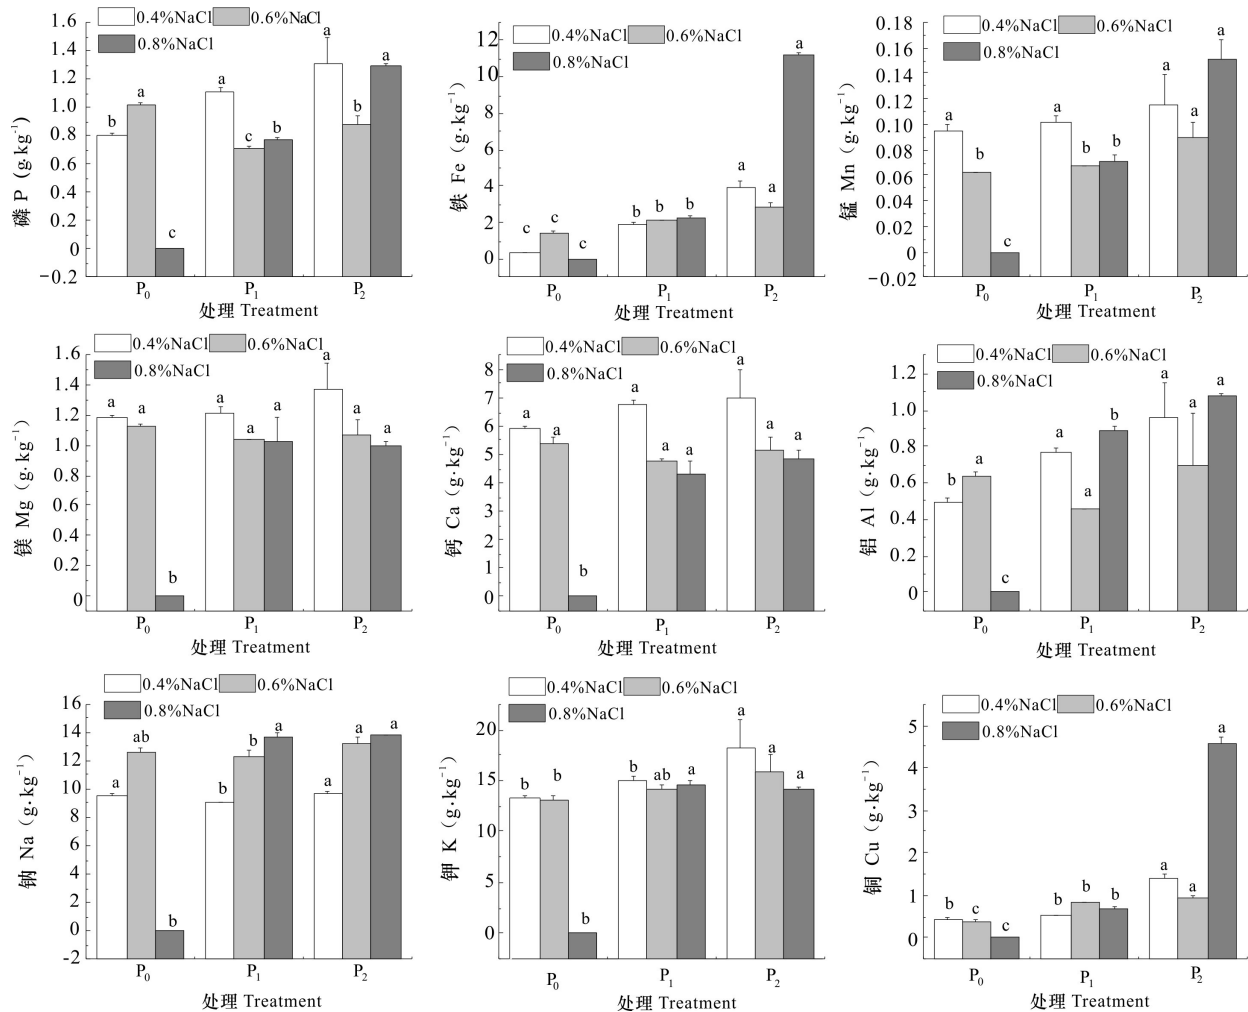 0.4%NaCl 0.6%NaCl
0.8%NaCl
磷 P (g·kg⁻¹)
1.6
1.4
1.2
1.0
0.8
0.6
0.4
0.2
0
−0.2
b a c
a c b
a b a
P₀ P₁ P₂
处理 Treatment
0.4%NaCl 0.6%NaCl
0.8%NaCl
铁 Fe (g·kg⁻¹)
12
10
8
6
4
2
0
c c c
b b b
a a a
P₀ P₁ P₂
处理 Treatment
0.4%NaCl 0.6%NaCl
0.8%NaCl
锰 Mn (g·kg⁻¹)
0.18
0.16
0.14
0.12
0.10
0.08
0.06
0.04
0.02
0
−0.02
a b c
a b b
a a a
P₀ P₁ P₂
处理 Treatment
0.4%NaCl 0.6%NaCl
0.8%NaCl
镁 Mg (g·kg⁻¹)
1.6
1.4
1.2
1.0
0.8
0.6
0.4
0.2
0
a a b
a a a
a a a
P₀ P₁ P₂
处理 Treatment
0.4%NaCl 0.6%NaCl
0.8%NaCl
钙 Ca (g·kg⁻¹)
8
7
6
5
4
3
2
1
0
a a b
a a a
a a a
P₀ P₁ P₂
处理 Treatment
0.4%NaCl 0.6%NaCl
0.8%NaCl
铝 Al (g·kg⁻¹)
1.2
1.0
0.8
0.6
0.4
0.2
0
b a c
a a b
a a a
P₀ P₁ P₂
处理 Treatment
0.4%NaCl 0.6%NaCl
0.8%NaCl
钠 Na (g·kg⁻¹)
16
14
12
10
8
6
4
2
0
-2
a ab b
b b a
a a a
P₀ P₁ P₂
处理 Treatment
0.4%NaCl 0.6%NaCl
0.8%NaCl
钾 K (g·kg⁻¹)
20
15
10
5
0
b b b
b ab a
a a a
P₀ P₁ P₂
处理 Treatment
0.4%NaCl 0.6%NaCl
0.8%NaCl
铜 Cu (g·kg⁻¹)
5
4
3
2
1
0
b c c
b b b
a a a
P₀ P₁ P₂
处理 Treatment